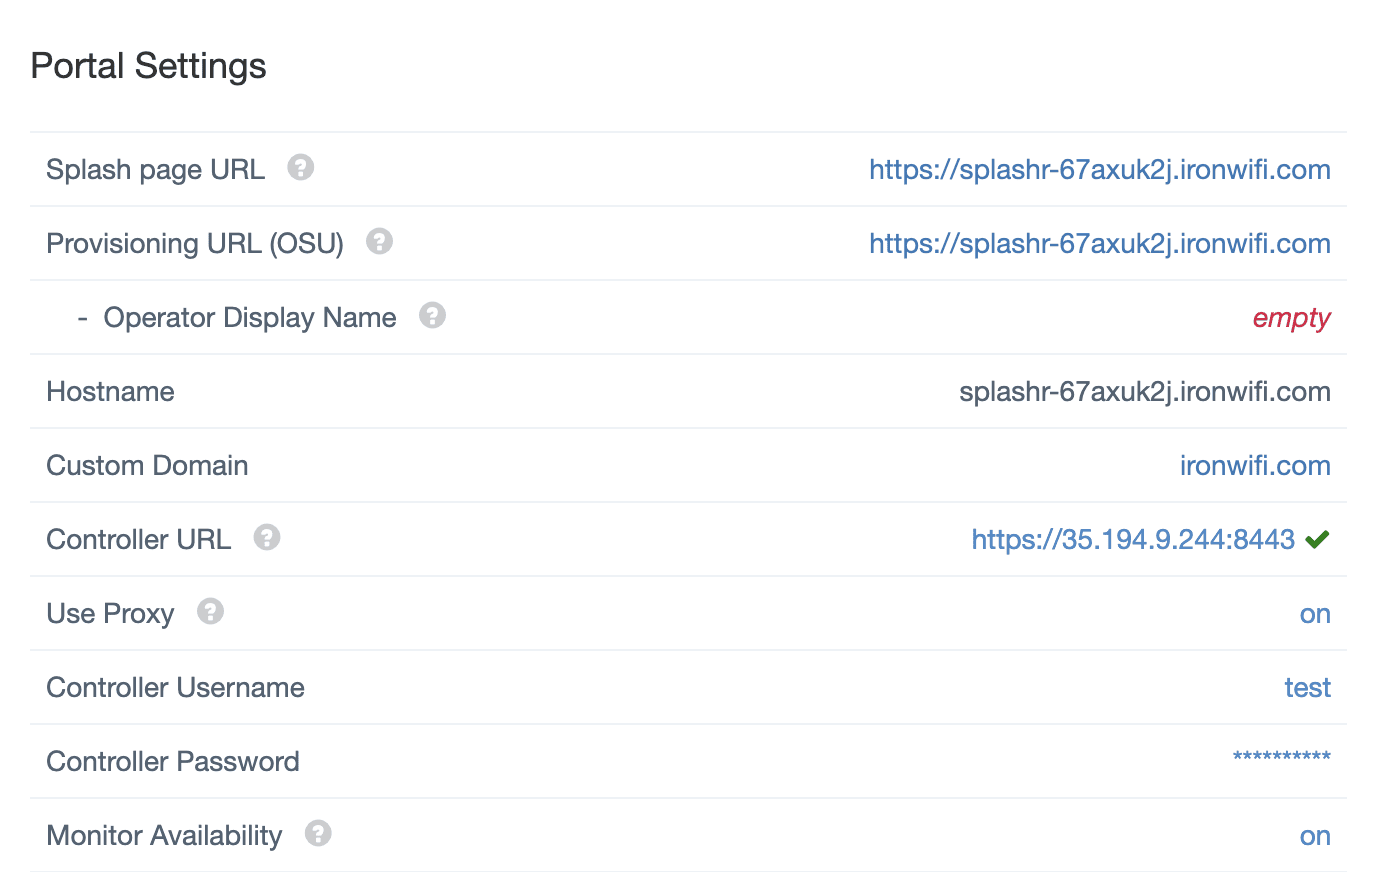 Portal Settings
Splash page URL ? https://splashr-67axuk2j.ironwifi.com
Provisioning URL (OSU) ? https://splashr-67axuk2j.ironwifi.com
- Operator Display Name ? empty
Hostname splashr-67axuk2j.ironwifi.com
Custom Domain ironwifi.com
Controller URL ? https://35.194.9.244:8443
Use Proxy ? on
Controller Username test
Controller Password **********
Monitor Availability ? on